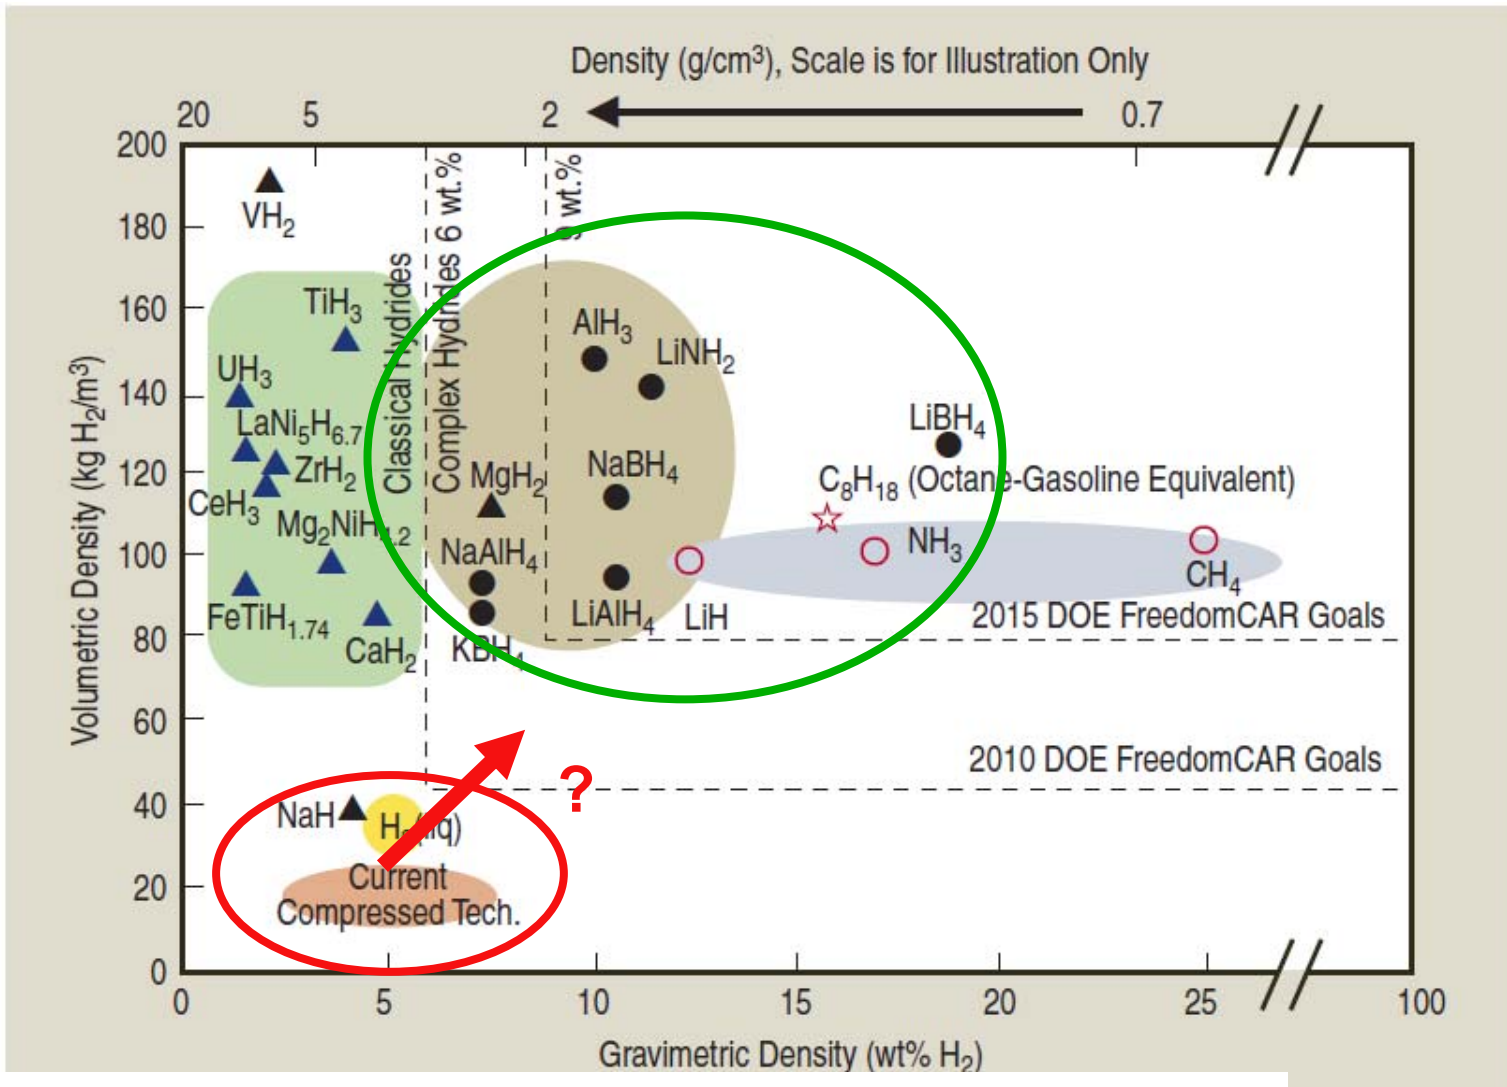 Density (g/cm³), Scale is for Illustration Only
20 5 2 0.7
200
180
160
140
120
100
80
60
40
20
0
Volumetric Density (kg H₂/m³)
VH₂
Classical Hydrides
Complex Hydrides 6 wt.%
9 wt.%
TiH₃
UH₃
LaNi₅H₆.₇
ZrH₂
CeH₃
Mg₂NiH₄.₂
FeTiH₁.₇₄
CaH₂
AlH₃
LiNH₂
MgH₂
NaBH₄
NaAlH₄
LiAlH₄
KBH₄
LiH
LiBH₄
C₈H₁₈ (Octane-Gasoline Equivalent)
NH₃
CH₄
2015 DOE FreedomCAR Goals
2010 DOE FreedomCAR Goals
?
NaH
H₂(liq)
Current
Compressed Tech.
0 5 10 15 20 25 100
Gravimetric Density (wt% H₂)